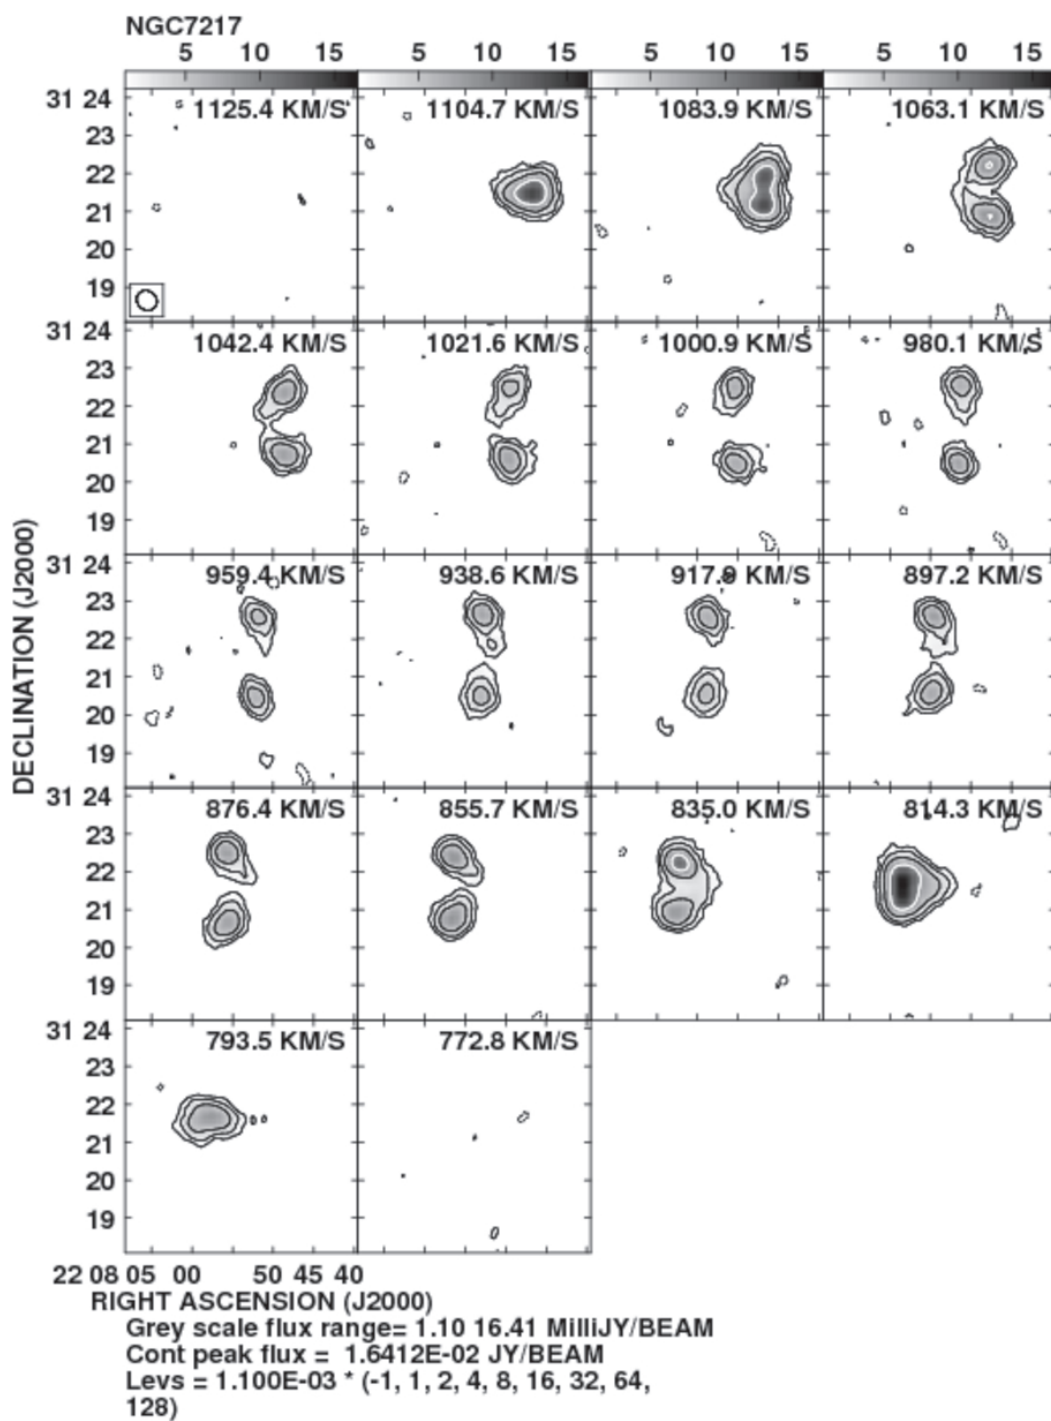 NGC7217
5 10 15 5 10 15 5 10 15 5 10 15
31 24 1125.4 KM/S 1104.7 KM/S 1083.9 KM/S 1063.1 KM/S
23
22
21
20
19
31 24 1042.4 KM/S 1021.6 KM/S 1000.9 KM/S 980.1 KM/S
23
22
21
20
19
DECLINATION (J2000)
31 24 959.4 KM/S 938.6 KM/S 917.9 KM/S 897.2 KM/S
23
22
21
20
19
31 24 876.4 KM/S 855.7 KM/S 835.0 KM/S 814.3 KM/S
23
22
21
20
19
31 24 793.5 KM/S 772.8 KM/S
23
22
21
20
19
22 08 05 00 50 45 40
RIGHT ASCENSION (J2000)
Grey scale flux range= 1.10 16.41 MilliJY/BEAM
Cont peak flux = 1.6412E-02 JY/BEAM
Levs = 1.100E-03 * (-1, 1, 2, 4, 8, 16, 32, 64,
128)